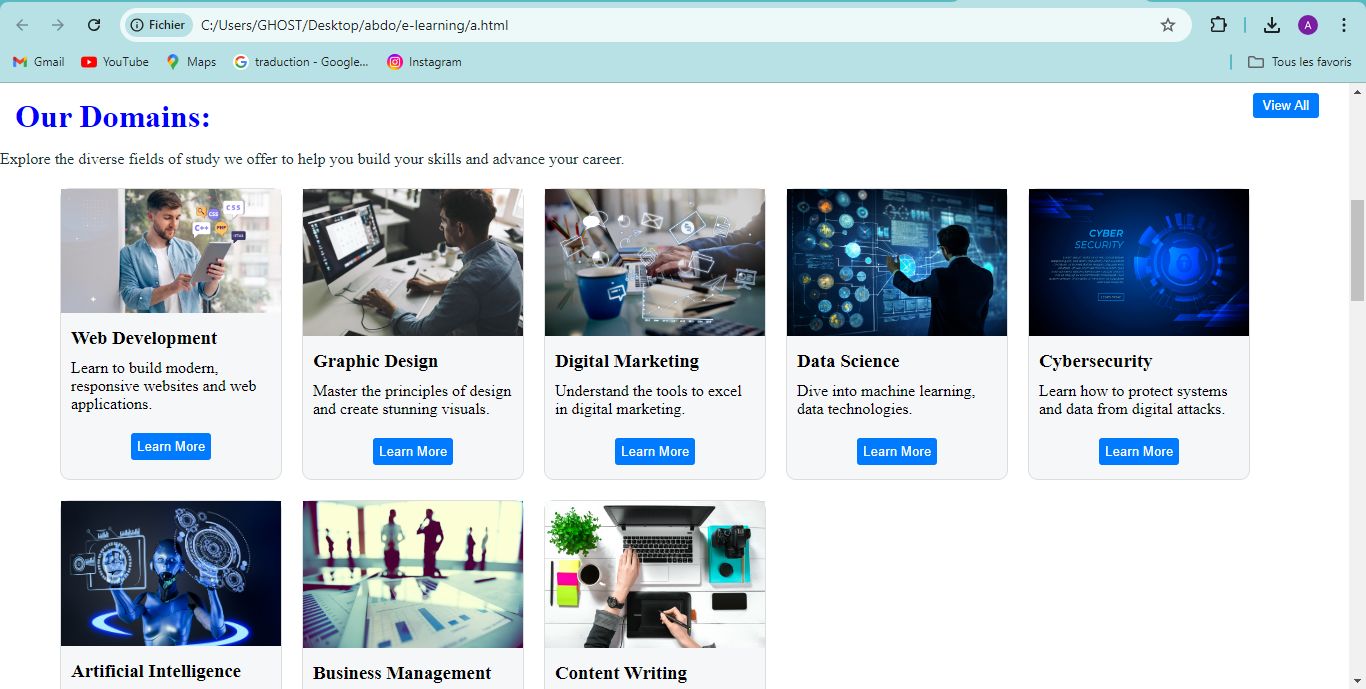 Fichier C:/Users/GHOST/Desktop/abdo/e-learning/a.html A
Gmail YouTube Maps traduction - Google... Instagram Tous les favoris
Our Domains:
View All
Explore the diverse fields of study we offer to help you build your skills and advance your career.
CSS
CSS
C++
PHP
CYBER
SECURITY
Web Development
Learn to build modern,
responsive websites and web
applications.
Learn More
Graphic Design
Master the principles of design
and create stunning visuals.
Learn More
Digital Marketing
Understand the tools to excel
in digital marketing.
Learn More
Data Science
Dive into machine learning,
data technologies.
Learn More
Cybersecurity
Learn how to protect systems
and data from digital attacks.
Learn More
Artificial Intelligence
Business Management
Content Writing